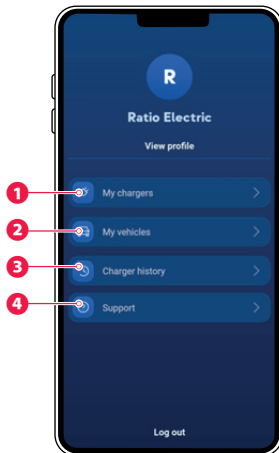 R
Ratio Electric
View profile
1 My chargers
2 My vehicles
3 Charger history
4 Support
Log out